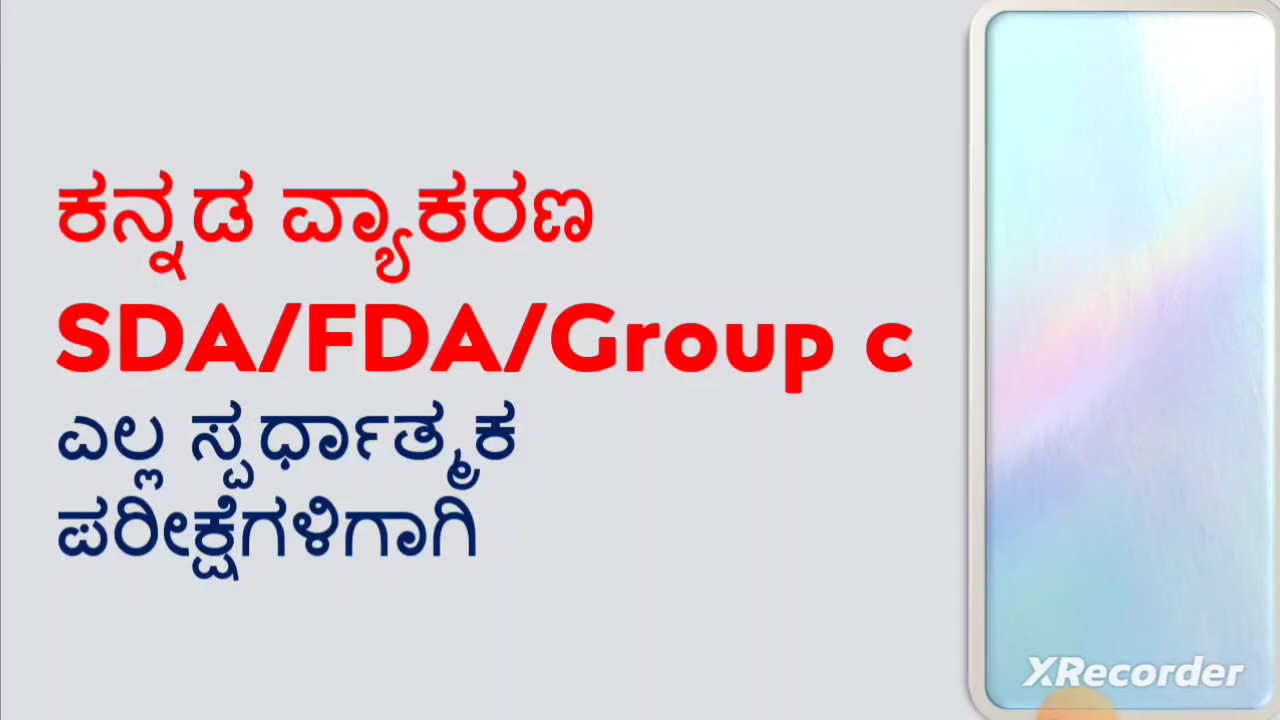 ಕನ್ನಡ ವ್ಯಾಕರಣ
SDA/FDA/Group c
ಎಲ್ಲ ಸ್ಪರ್ಧಾತ್ಮಕ
ಪರೀಕ್ಷೆಗಳಿಗಾಗಿ
XRecorder